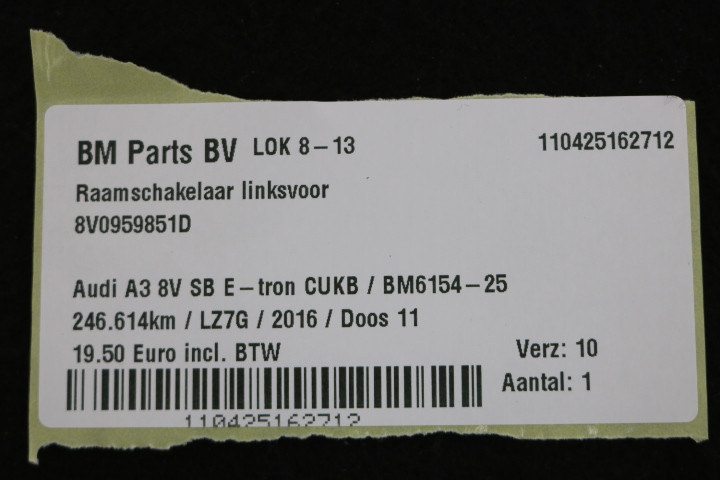 BM Parts BV LOK 8-13 110425162712
Raamschakelaar linksvoor
8V0959851D
Audi A3 8V SB E-tron CUKB / BM6154-25
246.614km / LZ7G / 2016 / Doos 11
19.50 Euro incl. BTW Verz: 10
Aantal: 1
110425162712